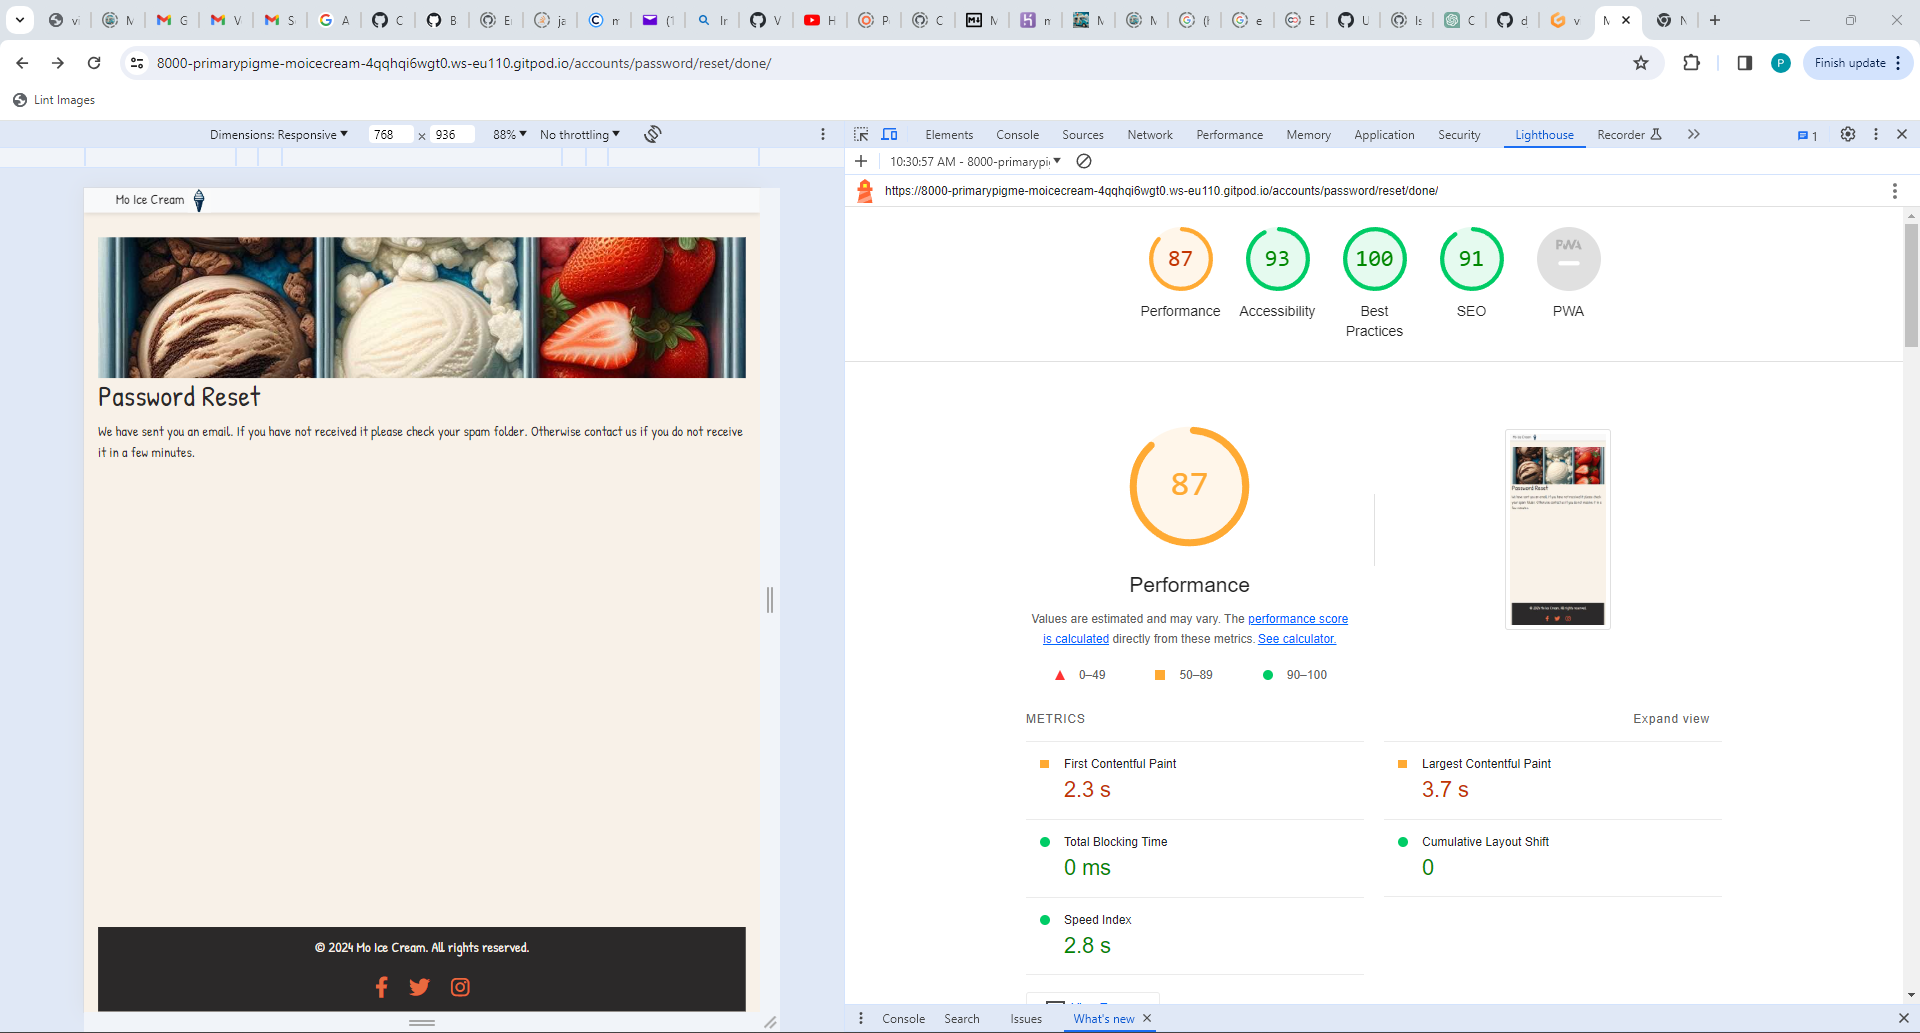 8000-primarypigme-moicecream-4qqhqi6wgt0.ws-eu110.gitpod.io/accounts/password/reset/done/
Finish update
Lint Images
Dimensions: Responsive 768 x 936 88% No throttling
Elements Console Sources Network Performance Memory Application Security Lighthouse Recorder 1
10:30:57 AM - 8000-primarypi
https://8000-primarypigme-moicecream-4qqhqi6wgt0.ws-eu110.gitpod.io/accounts/password/reset/done/
Mo Ice Cream
Password Reset
We have sent you an email. If you have not received it please check your spam folder. Otherwise contact us if you do not receive
it in a few minutes.
© 2024 Mo Ice Cream. All rights reserved.
87 93 100 91 PWA
Performance Accessibility Best Practices SEO PWA
87
Performance
Values are estimated and may vary. The performance score
is calculated directly from these metrics. See calculator.
0–49 50–89 90–100
METRICS Expand view
First Contentful Paint
2.3 s
Largest Contentful Paint
3.7 s
Total Blocking Time
0 ms
Cumulative Layout Shift
0
Speed Index
2.8 s
Console Search Issues What's new